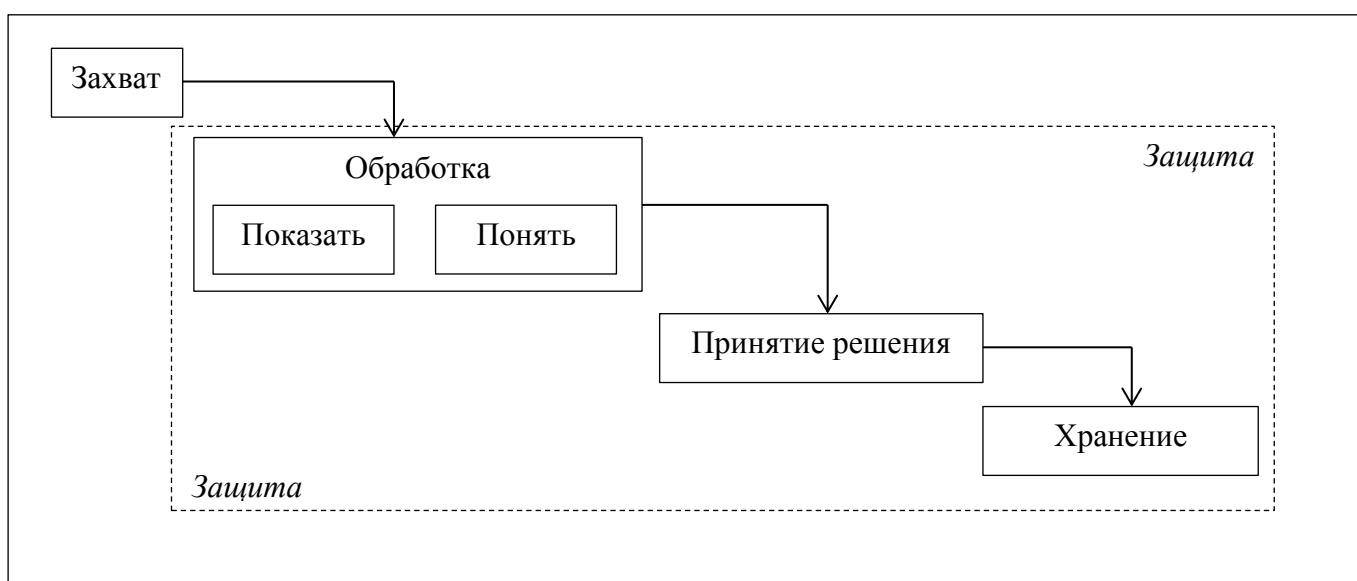 Захват
Обработка
Защита
Показать
Понять
Принятие решения
Хранение
Защита